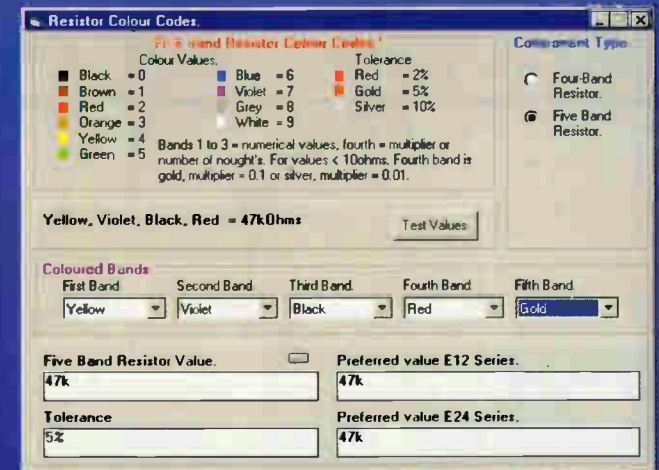 Resistor Colour Codes.
Five Band Resistor Colour Codes.
Component Type
Colour Values.
Tolerance
Black = 0
Blue = 6
Red = 2%
Brown = 1
Violet = 7
Gold = 5%
Red = 2
Grey = 8
Silver = 10%
Orange = 3
White = 9
Yellow = 4
Green = 5
Bands 1 to 3 = numerical values, fourth = multiplier or
number of nought's. For values < 10ohms. Fourth band is
gold, multiplier = 0.1 or silver, multiplier = 0.01.
Four-Band
Resistor.
Five Band
Resistor.
Yellow, Violet, Black, Red = 47kOhms
Test Values
Coloured Bands
First Band
Second Band
Third Band
Fourth Band
Fifth Band
Yellow
Violet
Black
Red
Gold
Five Band Resistor Value.
Preferred value E12 Series.
47k
47k
Tolerance
Preferred value E24 Series.
5%
47k